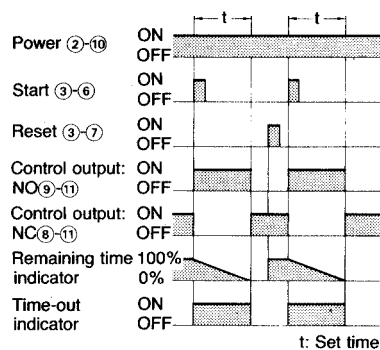 t t
Power ②-⑩ ON
OFF
Start ③-⑥ ON
OFF
Reset ③-⑦ ON
OFF
Control output: ON
NO⑨-⑪ OFF
Control output: ON
NC⑧-⑪ OFF
Remaining time 100%
indicator 0%
Time-out ON
indicator OFF
t: Set time